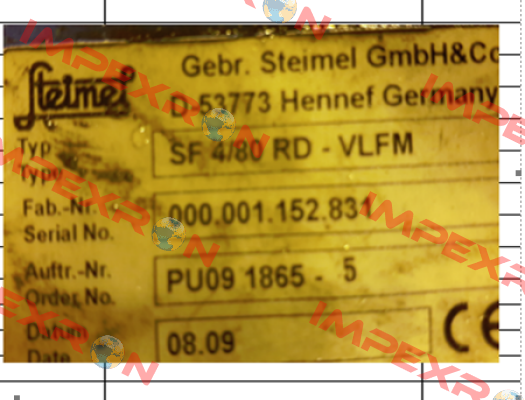 Steimel
Gebr. Steimel GmbH&Co
D-53773 Hennef Germany
Typ
Type
SF 4/80 RD - VLFM
Fab.-Nr.
Serial No.
000.001.152.831
Auftr.-Nr.
Order No.
PU09 1865 - 5
Datum
Date
08.09
CE
IMPEXRON
IMPEXRON
IMPEXRON
IMPEXRON